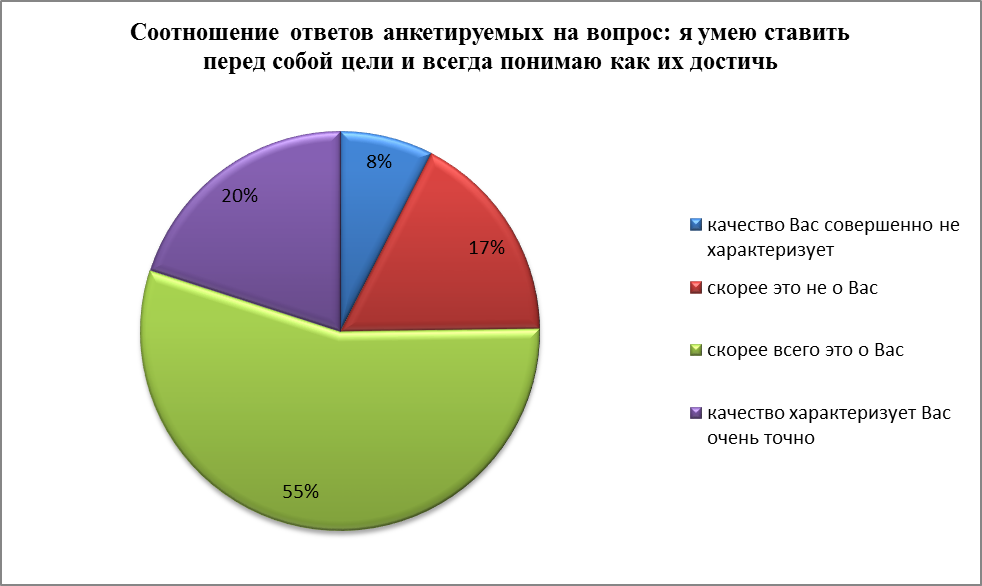 Соотношение ответов анкетируемых на вопрос: я умею ставить
перед собой цели и всегда понимаю как их достичь
8%
20%
17%
55%
качество Вас совершенно не
характеризует
скорее это не о Вас
скорее всего это о Вас
качество характеризует Вас
очень точно